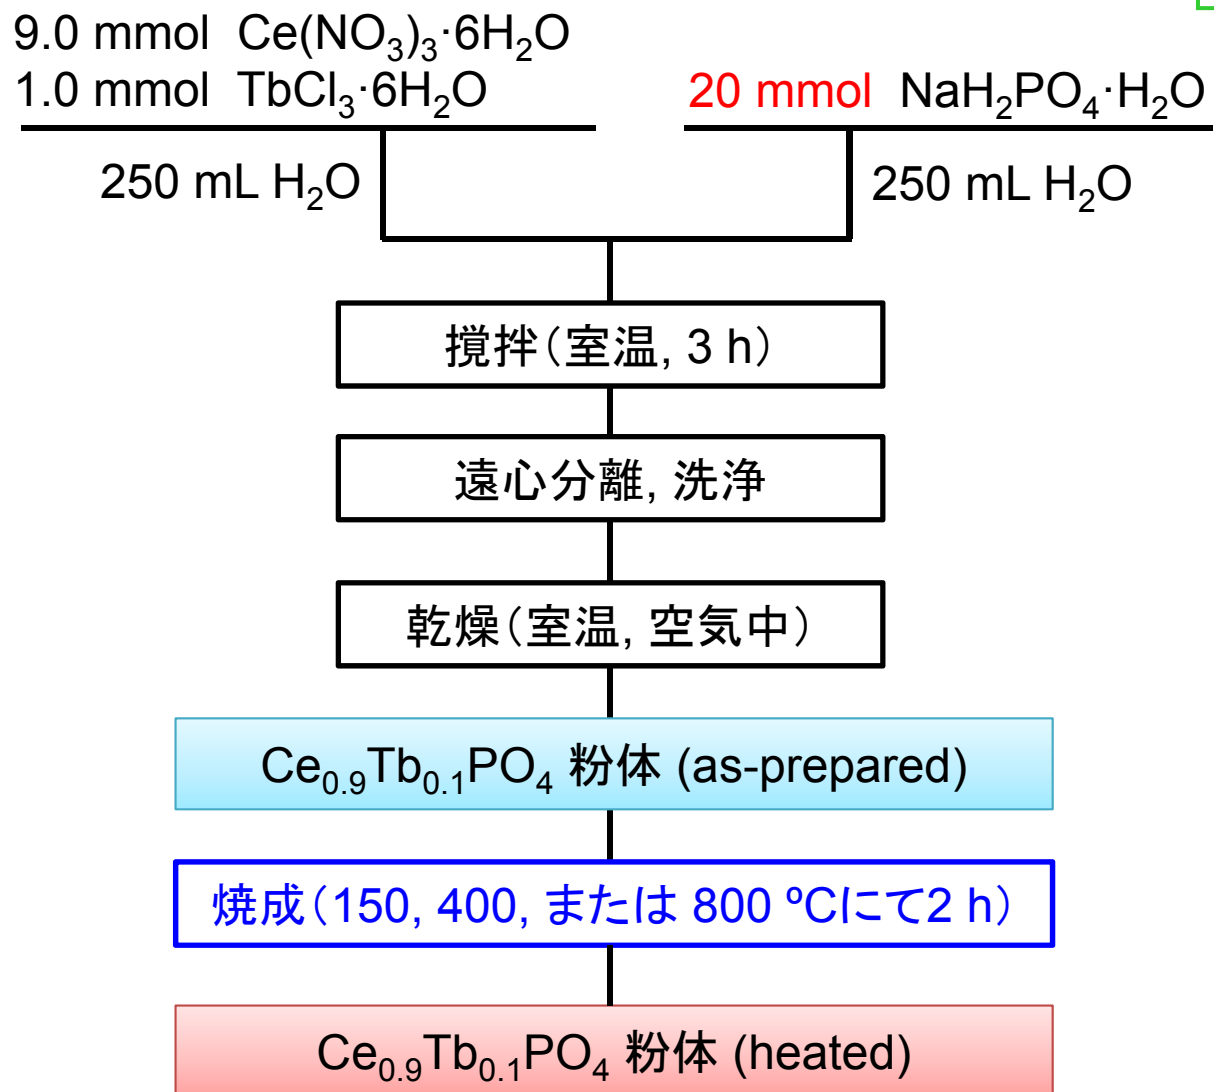 9.0 mmol Ce(NO₃)₃·6H₂O
1.0 mmol TbCl₃·6H₂O
20 mmol NaH₂PO₄·H₂O
250 mL H₂O
250 mL H₂O
撹拌(室温, 3 h)
遠心分離, 洗浄
乾燥(室温, 空気中)
Ce₀.₉Tb₀.₁PO₄ 粉体 (as-prepared)
焼成(150, 400, または 800 ºCにて2 h)
Ce₀.₉Tb₀.₁PO₄ 粉体 (heated)